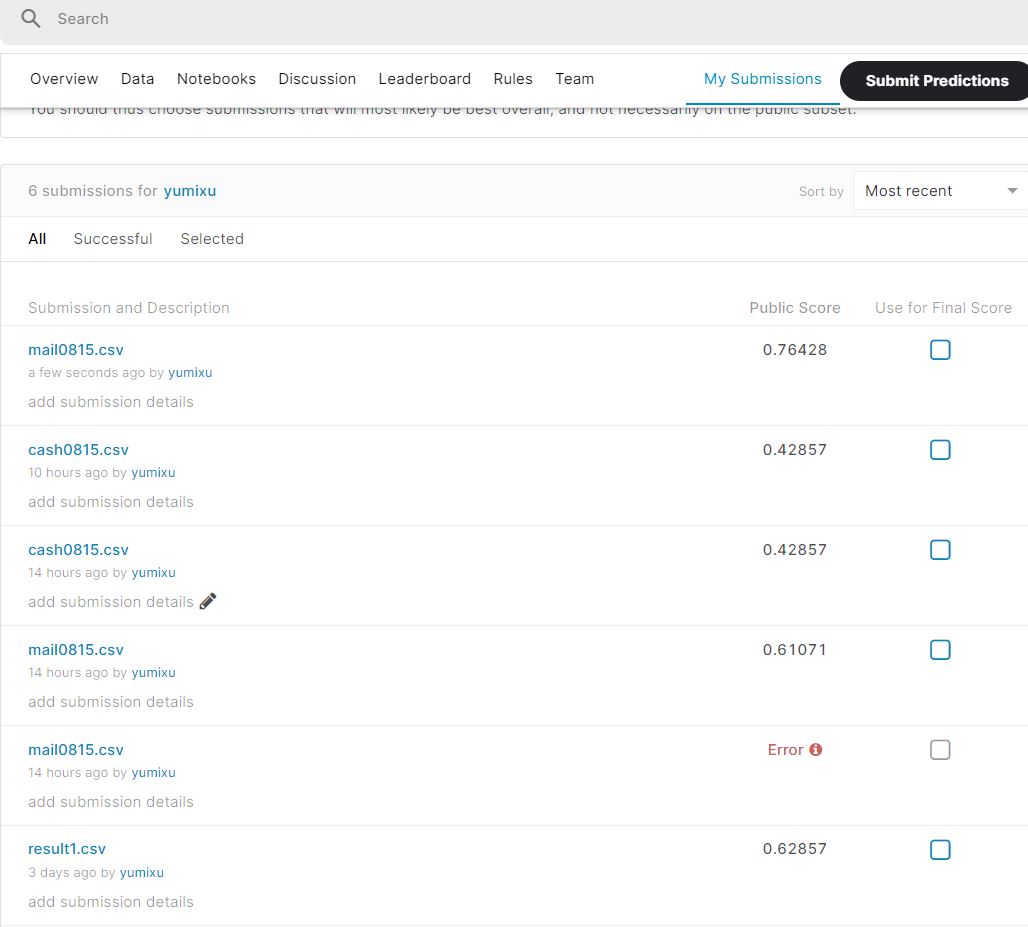 Search
Overview Data Notebooks Discussion Leaderboard Rules Team My Submissions Submit Predictions
You should thus choose submissions that will most likely be best overall, and not necessarily on the public subset.
6 submissions for yumixu Sort by Most recent
All Successful Selected
Submission and Description Public Score Use for Final Score
mail0815.csv 0.76428
a few seconds ago by yumixu
add submission details
cash0815.csv 0.42857
10 hours ago by yumixu
add submission details
cash0815.csv 0.42857
14 hours ago by yumixu
add submission details
mail0815.csv 0.61071
14 hours ago by yumixu
add submission details
mail0815.csv Error
14 hours ago by yumixu
add submission details
result1.csv 0.62857
3 days ago by yumixu
add submission details